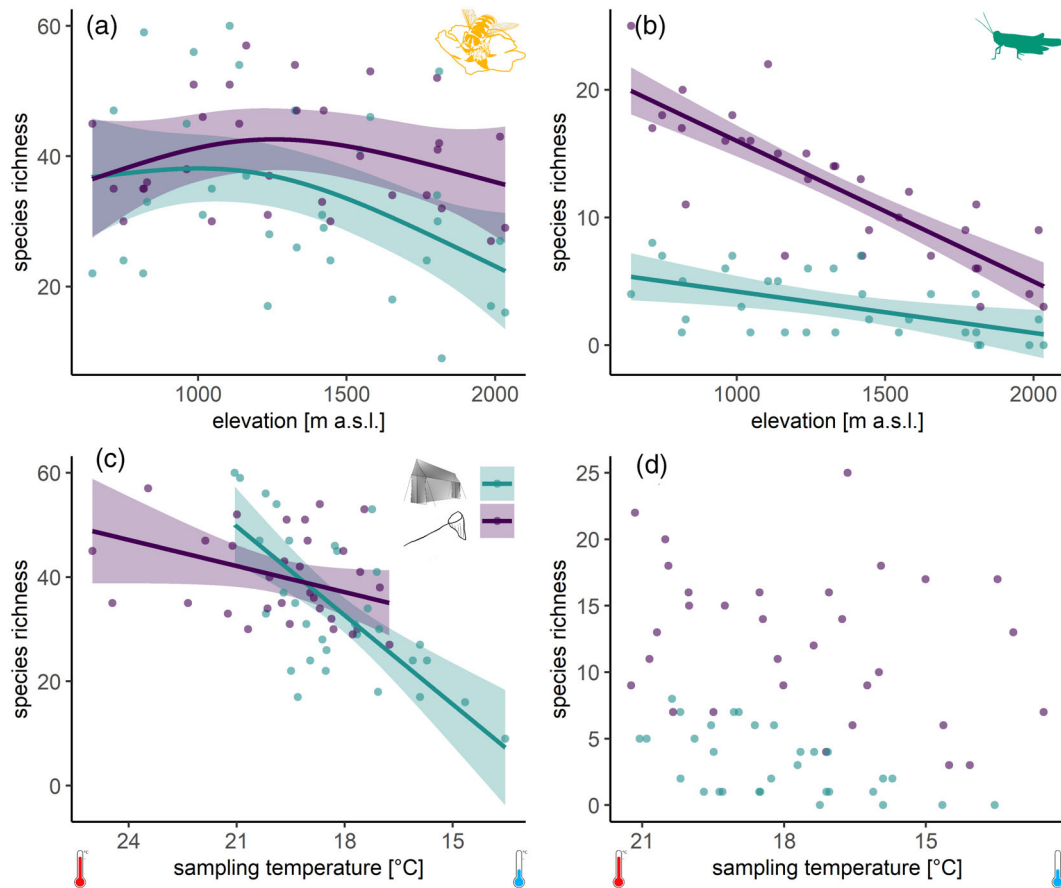 (a)
species richness
60
40
20
1000 1500 2000
elevation [m a.s.l.]
(b)
species richness
20
10
0
1000 1500 2000
elevation [m a.s.l.]
(c)
species richness
60
40
20
0
24 21 18 15
sampling temperature [°C]
(d)
species richness
25
20
15
10
5
0
21 18 15
sampling temperature [°C]